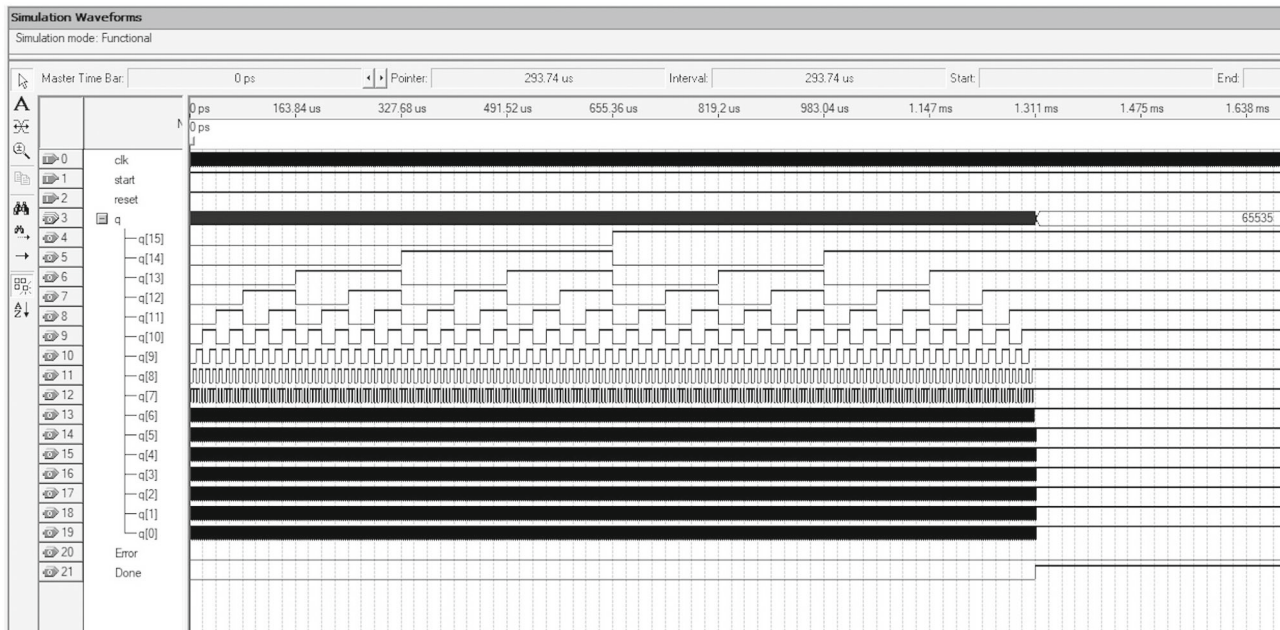 Simulation Waveforms
Simulation mode: Functional
Master Time Bar: 0 ps Pointer: 293.74 us Interval: 293.74 us Start: End:
0 ps 163.84 us 327.68 us 491.52 us 655.36 us 819.2 us 983.04 us 1.147 ms 1.311 ms 1.475 ms 1.638 ms
N 0 ps
0 clk
1 start
2 reset
3 q 65535
4 q[15]
5 q[14]
6 q[13]
7 q[12]
8 q[11]
9 q[10]
10 q[9]
11 q[8]
12 q[7]
13 q[6]
14 q[5]
15 q[4]
16 q[3]
17 q[2]
18 q[1]
19 q[0]
20 Error
21 Done